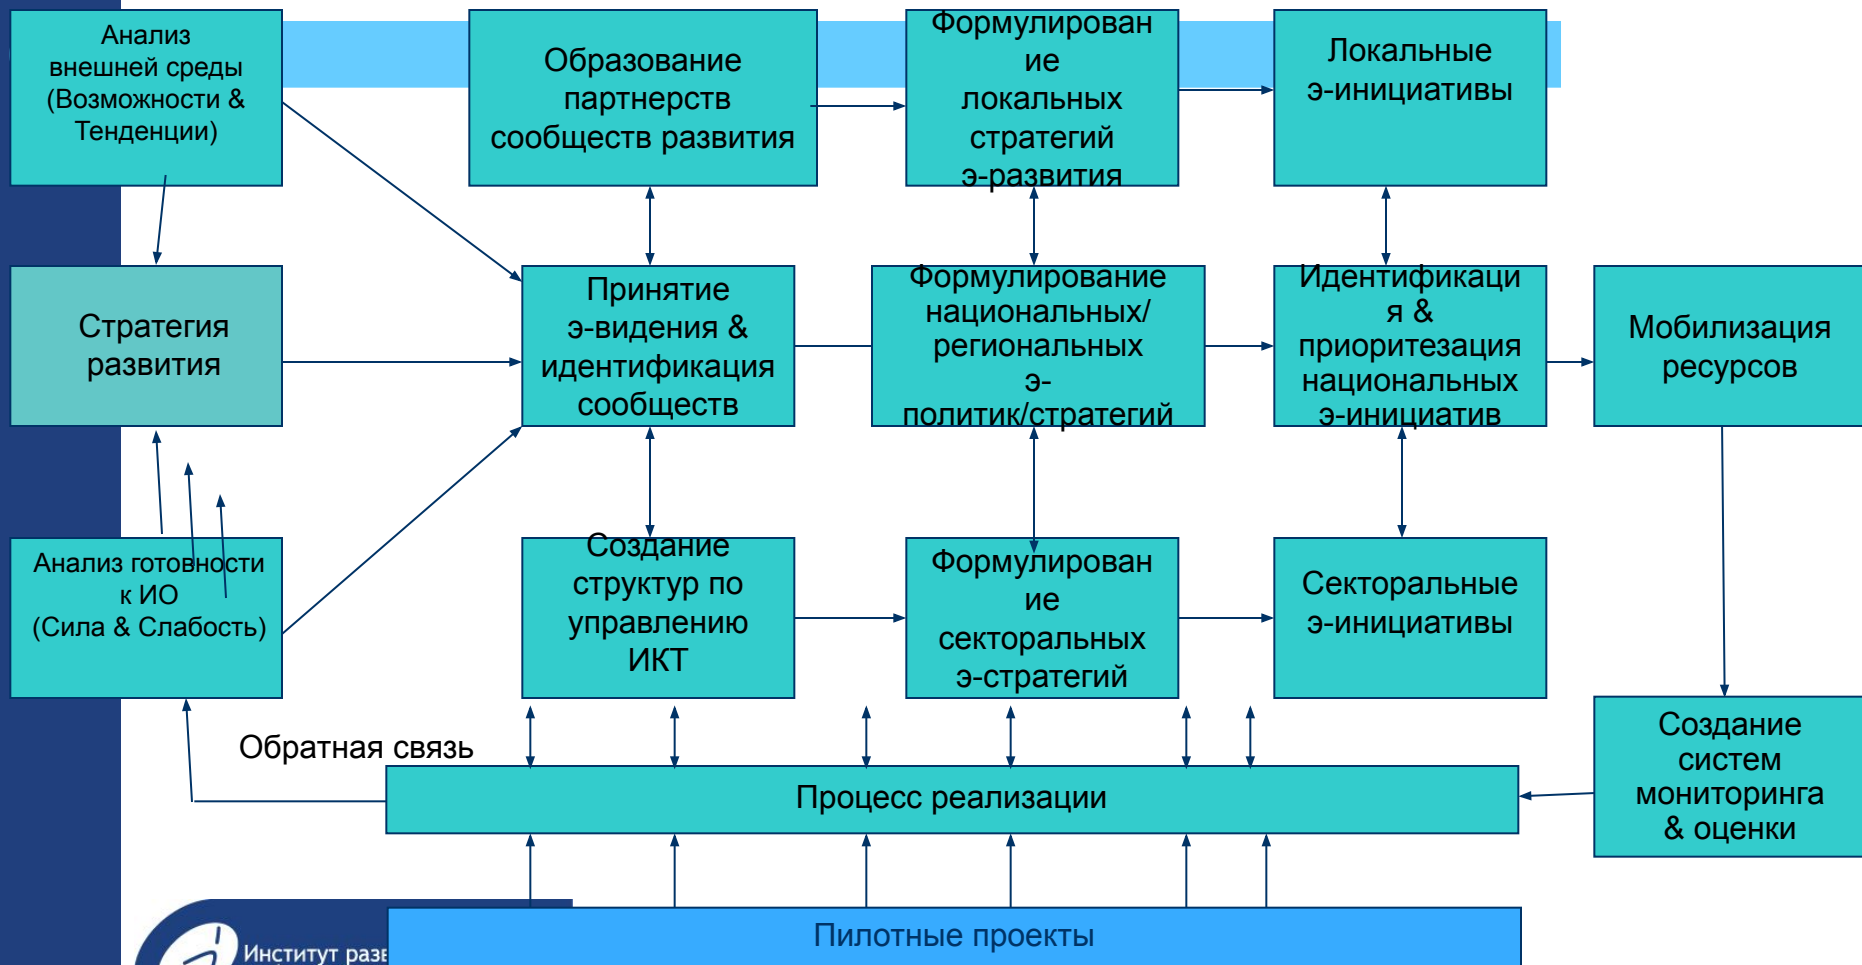 Анализ
внешней среды
(Возможности &
Тенденции)
Образование
партнерств
сообществ развития
Формулирован
ие
локальных
стратегий
э-развития
Локальные
э-инициативы
Стратегия
развития
Принятие
э-видения &
идентификация
сообществ
Формулирование
национальных/
региональных
э-
политик/стратегий
Идентификаци
я &
приоритезация
национальных
э-инициатив
Мобилизация
ресурсов
Анализ готовности
к ИО
(Сила & Слабость)
Создание
структур по
управлению
ИКТ
Формулирован
ие
секторальных
э-стратегий
Секторальные
э-инициативы
Обратная связь
Процесс реализации
Создание
систем
мониторинга
& оценки
Пилотные проекты
Институт